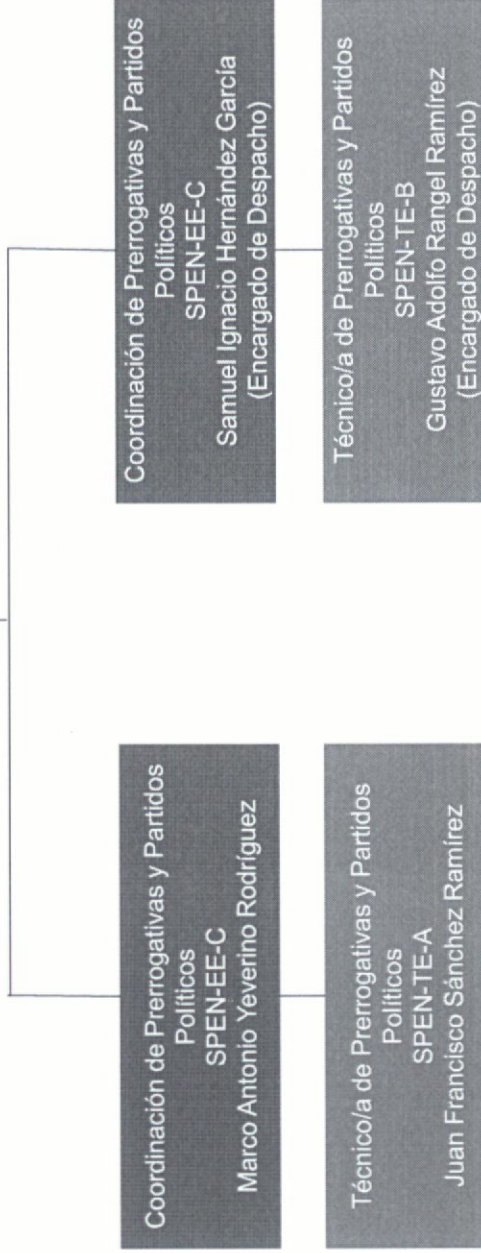 Coordinación de Prerrogativas y Partidos
Políticos
SPEN-EE-C
Marco Antonio Yeverino Rodríguez
Técnico/a de Prerrogativas y Partidos
Políticos
SPEN-TE-A
Juan Francisco Sánchez Ramírez
Coordinación de Prerrogativas y Partidos
Políticos
SPEN-EE-C
Samuel Ignacio Hernández García
(Encargado de Despacho)
Técnico/a de Prerrogativas y Partidos
Políticos
SPEN-TE-B
Gustavo Adolfo Rangel Ramírez
(Encargado de Despacho)